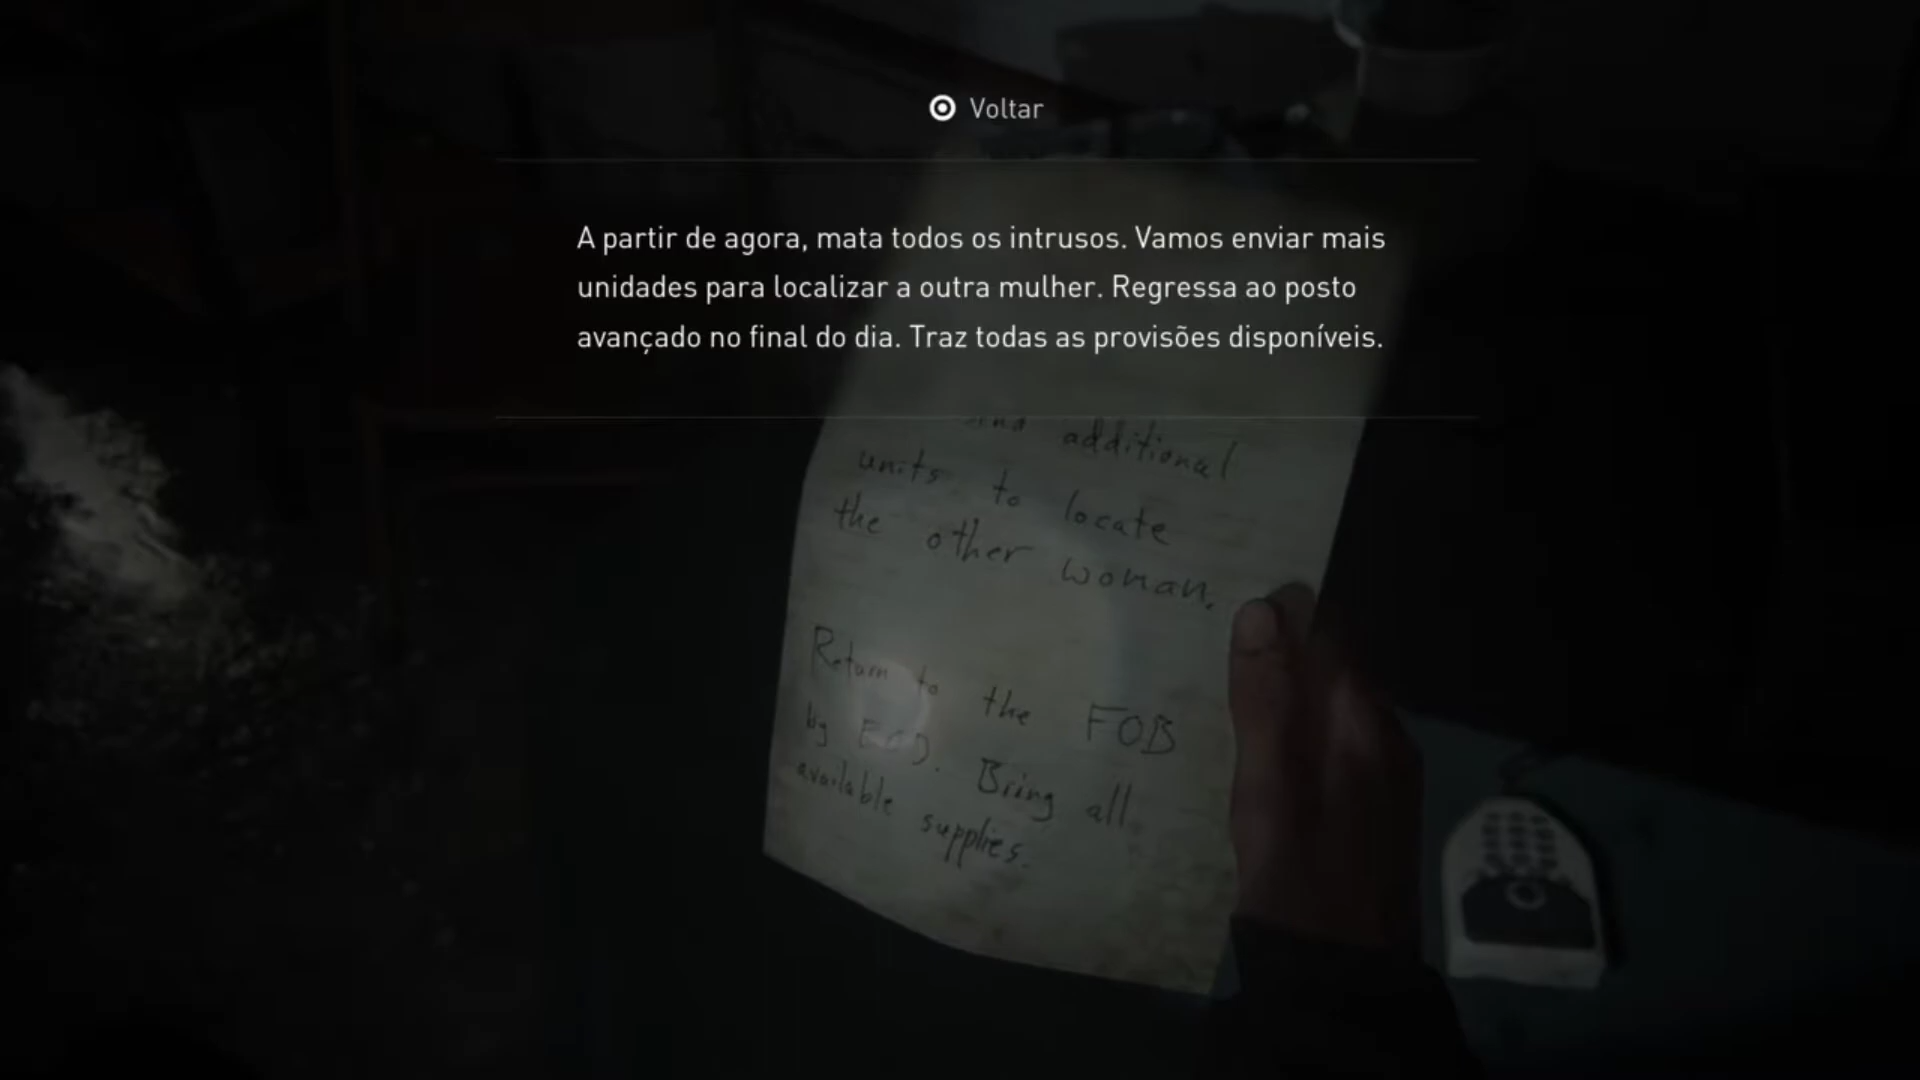 Voltar
A partir de agora, mata todos os intrusos. Vamos enviar mais
unidades para localizar a outra mulher. Regressa ao posto
avançado no final do dia. Traz todas as provisões disponíveis.
additional
units to locate
the other woman.
Return to the FOB
by EOD. Bring all
available supplies.